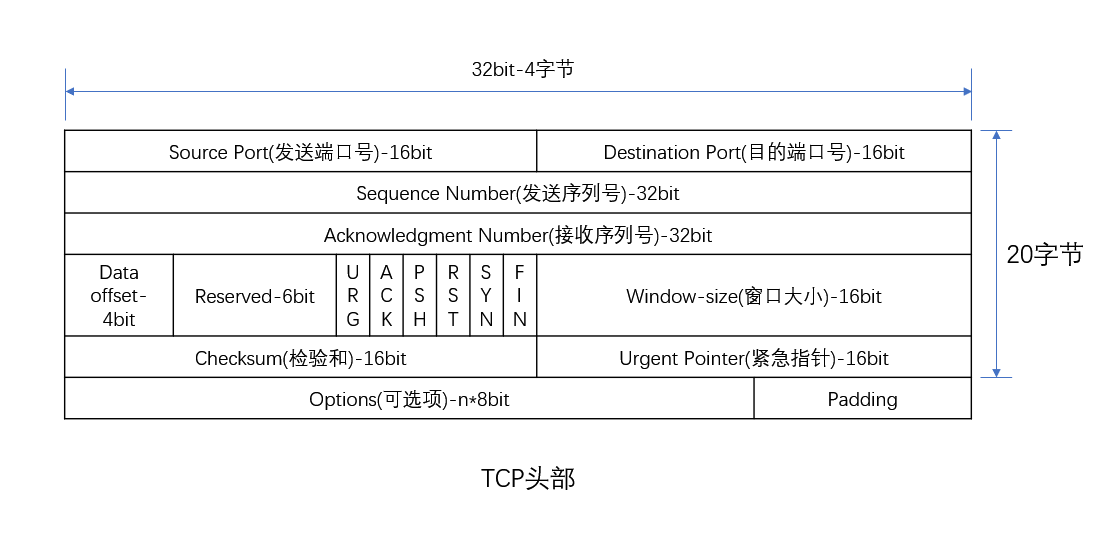 32bit-4字节
Source Port(发送端口号)-16bit
Destination Port(目的端口号)-16bit
Sequence Number(发送序列号)-32bit
Acknowledgment Number(接收序列号)-32bit
20字节
Data
offset-
4bit
Reserved-6bit
URG
ACK
PSH
RST
SYN
FIN
Window-size(窗口大小)-16bit
Checksum(检验和)-16bit
Urgent Pointer(紧急指针)-16bit
Options(可选项)-n*8bit
Padding
TCP头部